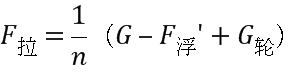 F拉 = 1/n （G – F浮' + G轮）